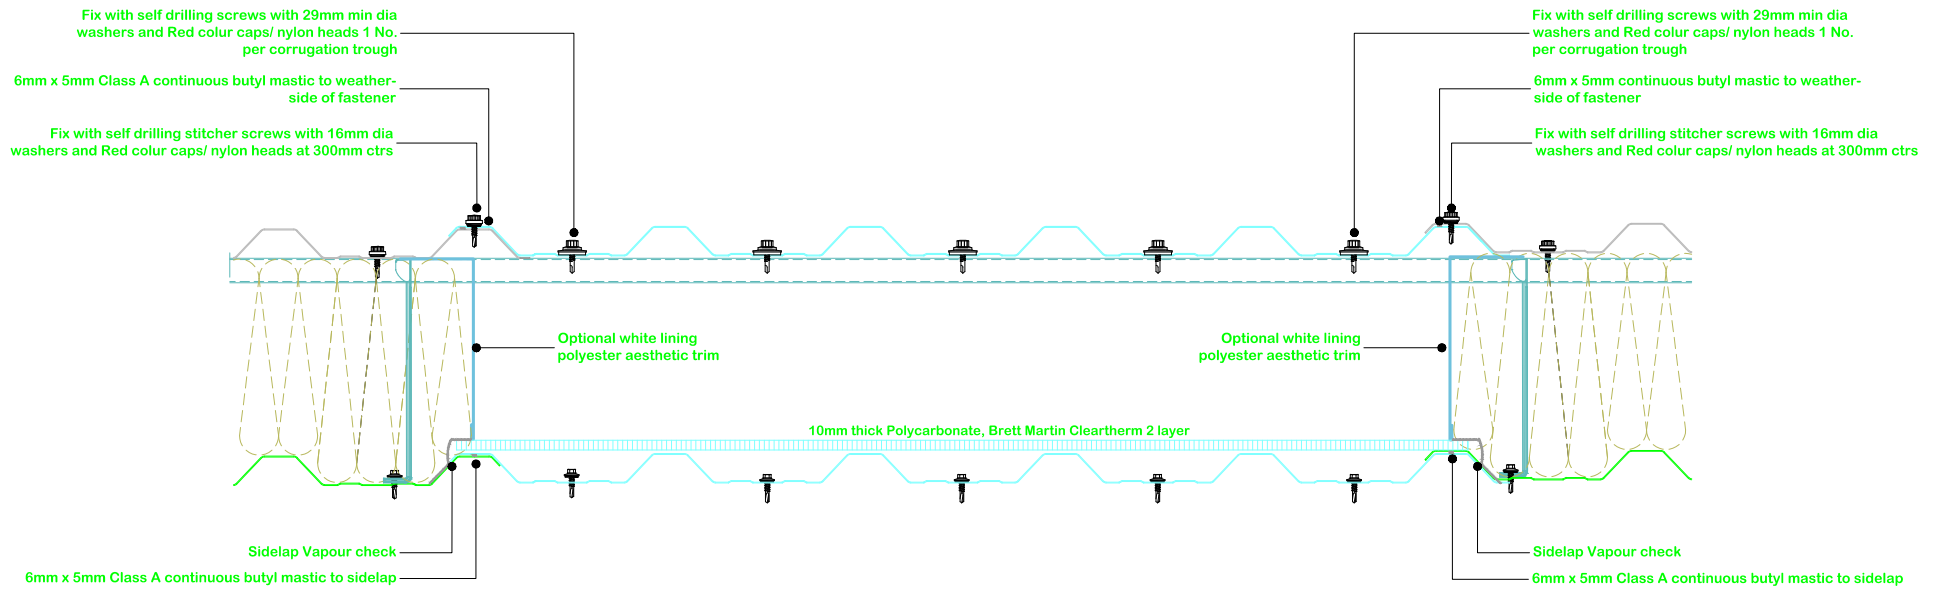 Fix with self drilling screws with 29mm min dia
washers and Red colur caps/ nylon heads 1 No.
per corrugation trough
6mm x 5mm Class A continuous butyl mastic to weather-
side of fastener
Fix with self drilling stitcher screws with 16mm dia
washers and Red colur caps/ nylon heads at 300mm ctrs
Fix with self drilling screws with 29mm min dia
washers and Red colur caps/ nylon heads 1 No.
per corrugation trough
6mm x 5mm continuous butyl mastic to weather-
side of fastener
Fix with self drilling stitcher screws with 16mm dia
washers and Red colur caps/ nylon heads at 300mm ctrs
Optional white lining
polyester aesthetic trim
Optional white lining
polyester aesthetic trim
10mm thick Polycarbonate, Brett Martin Cleartherm 2 layer
Sidelap Vapour check
6mm x 5mm Class A continuous butyl mastic to sidelap
Sidelap Vapour check
6mm x 5mm Class A continuous butyl mastic to sidelap